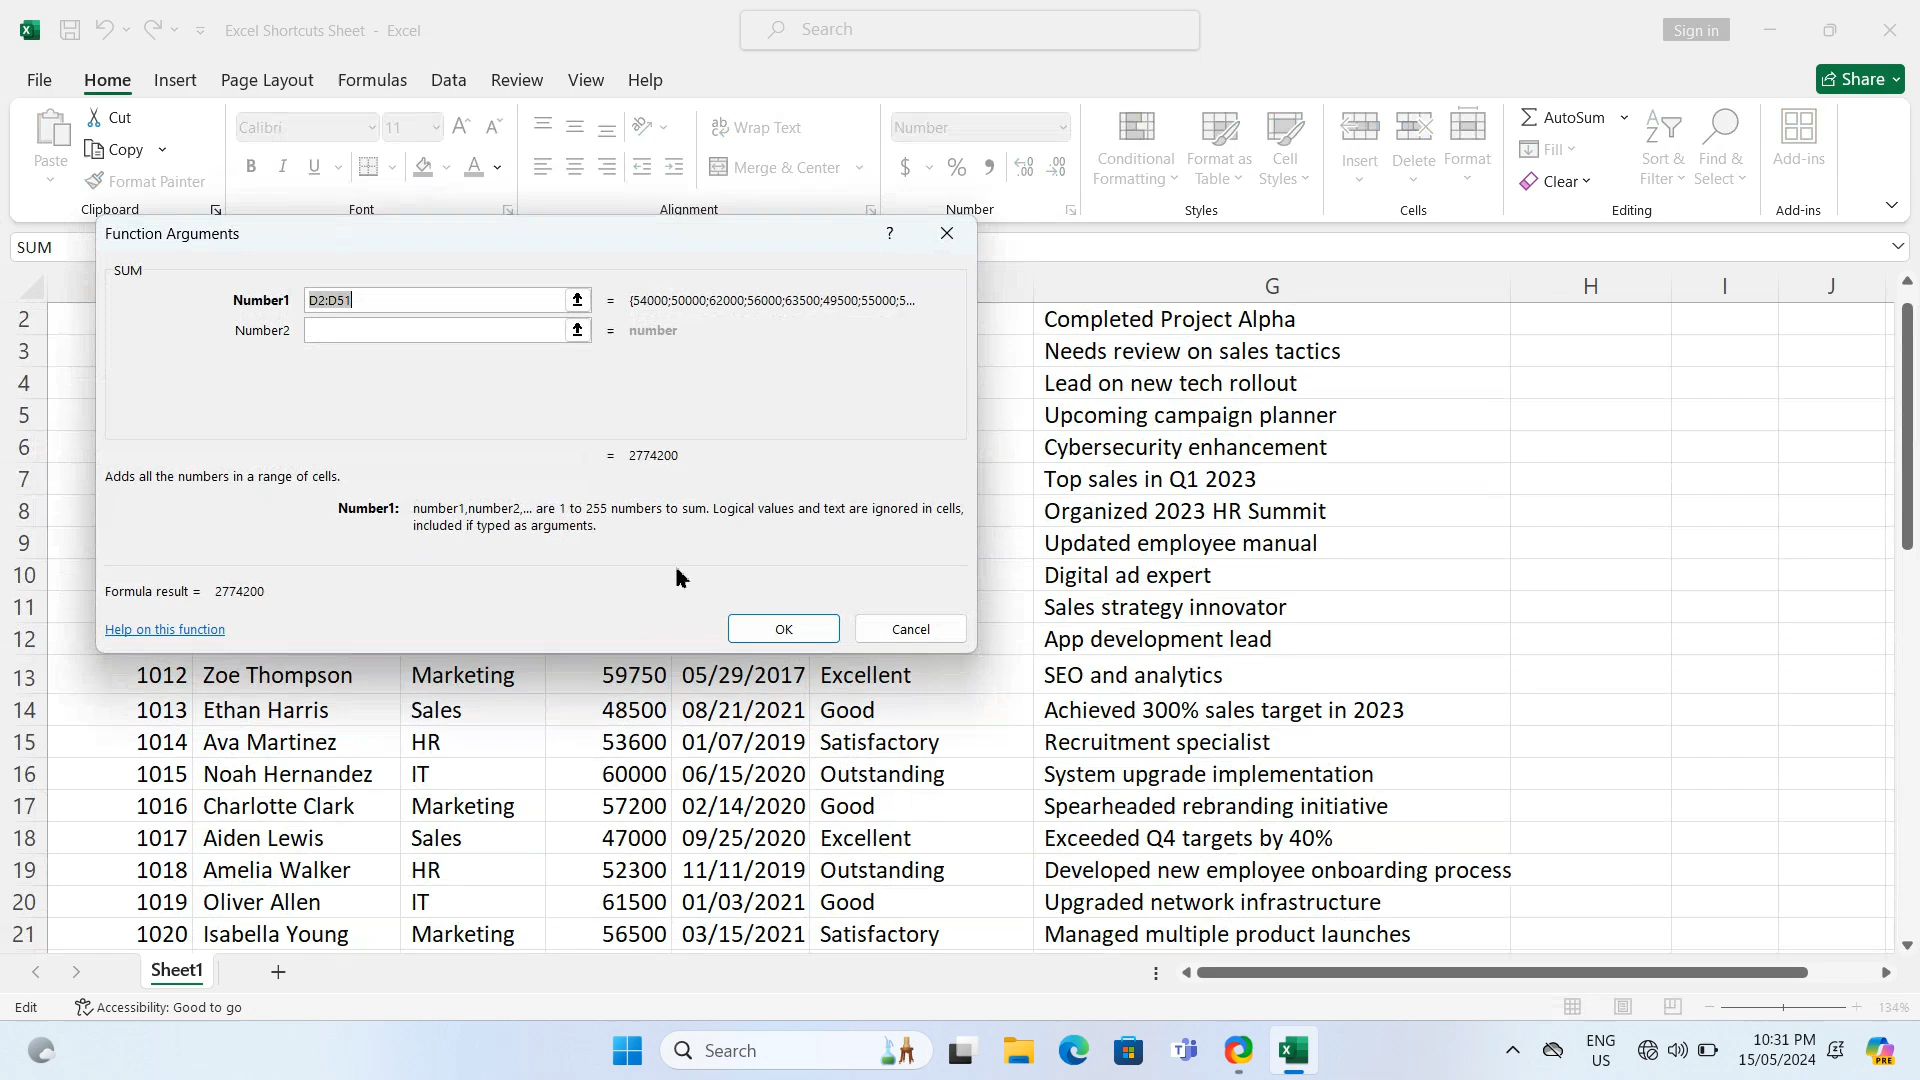 Excel Shortcuts Sheet - Excel
Search
Sign in
File Home Insert Page Layout Formulas Data Review View Help
Share
Paste
Cut
Copy
Format Painter
Clipboard
Calibri 11
B I U A
Font
Wrap Text
Merge & Center
Alignment
Number
$ %
Number
Conditional Formatting
Format as Table
Cell Styles
Styles
Insert
Delete
Format
Cells
AutoSum
Fill
Clear
Sort & Filter
Find & Select
Editing
Add-ins
Add-ins
SUM
Function Arguments ?
SUM
Number1 D2:D51 = {54000;50000;62000;56000;63500;49500;55000;5...
Number2 = number
= 2774200
Adds all the numbers in a range of cells.
Number1: number1,number2,... are 1 to 255 numbers to sum. Logical values and text are ignored in cells,
included if typed as arguments.
Formula result = 2774200
Help on this function
OK Cancel
G H I J
2 Completed Project Alpha
3 Needs review on sales tactics
4 Lead on new tech rollout
5 Upcoming campaign planner
6 Cybersecurity enhancement
7 Top sales in Q1 2023
8 Organized 2023 HR Summit
9 Updated employee manual
10 Digital ad expert
11 Sales strategy innovator
12 App development lead
13 1012 Zoe Thompson Marketing 59750 05/29/2017 Excellent SEO and analytics
14 1013 Ethan Harris Sales 48500 08/21/2021 Good Achieved 300% sales target in 2023
15 1014 Ava Martinez HR 53600 01/07/2019 Satisfactory Recruitment specialist
16 1015 Noah Hernandez IT 60000 06/15/2020 Outstanding System upgrade implementation
17 1016 Charlotte Clark Marketing 57200 02/14/2020 Good Spearheaded rebranding initiative
18 1017 Aiden Lewis Sales 47000 09/25/2020 Excellent Exceeded Q4 targets by 40%
19 1018 Amelia Walker HR 52300 11/11/2019 Outstanding Developed new employee onboarding process
20 1019 Oliver Allen IT 61500 01/03/2021 Good Upgraded network infrastructure
21 1020 Isabella Young Marketing 56500 03/15/2021 Satisfactory Managed multiple product launches
Sheet1
Edit Accessibility: Good to go 134%
Search
ENG
US
10:31 PM
15/05/2024
PRE